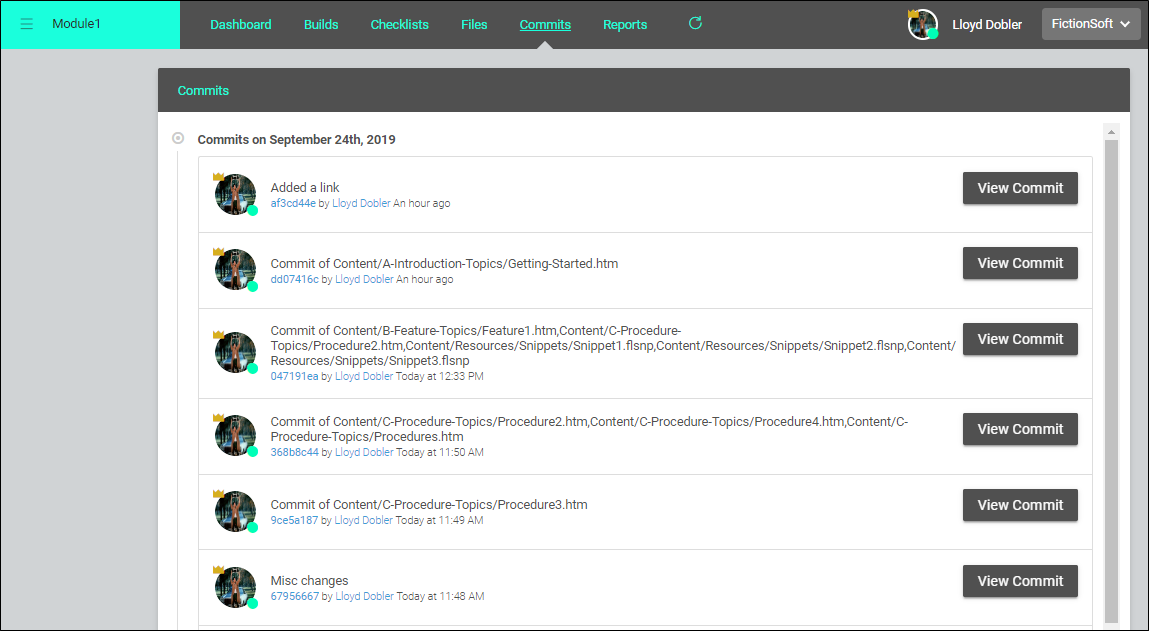 Module1
Dashboard Builds Checklists Files Commits Reports
Lloyd Dobler
FictionSoft
Commits
Commits on September 24th, 2019
Added a link
af3cd44e by Lloyd Dobler An hour ago
View Commit
Commit of Content/A-Introduction-Topics/Getting-Started.htm
dd07416c by Lloyd Dobler An hour ago
View Commit
Commit of Content/B-Feature-Topics/Feature1.htm,Content/C-Procedure-
Topics/Procedure2.htm,Content/Resources/Snippets/Snippet1.flsnp,Content/Resources/Snippets/Snippet2.flsnp,Content/
Resources/Snippets/Snippet3.flsnp
047191ea by Lloyd Dobler Today at 12:33 PM
View Commit
Commit of Content/C-Procedure-Topics/Procedure2.htm,Content/C-Procedure-Topics/Procedure4.htm,Content/C-
Procedure-Topics/Procedures.htm
368b8c44 by Lloyd Dobler Today at 11:50 AM
View Commit
Commit of Content/C-Procedure-Topics/Procedure3.htm
9ce5a187 by Lloyd Dobler Today at 11:49 AM
View Commit
Misc changes
67956667 by Lloyd Dobler Today at 11:48 AM
View Commit